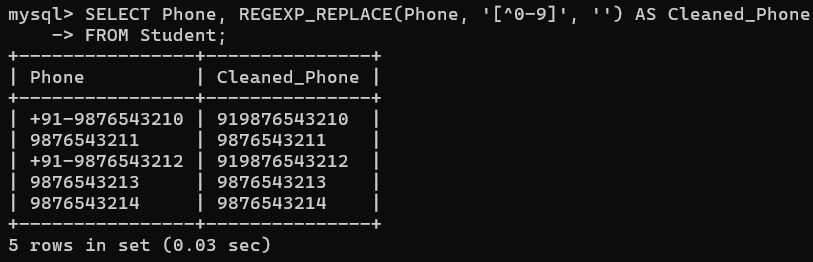 mysql> SELECT Phone, REGEXP_REPLACE(Phone, '[^0-9]', '') AS Cleaned_Phone
    -> FROM Student;
+----------------+---------------+
| Phone          | Cleaned_Phone |
+----------------+---------------+
| +91-9876543210 | 919876543210  |
| 9876543211     | 9876543211    |
| +91-9876543212 | 919876543212  |
| 9876543213     | 9876543213    |
| 9876543214     | 9876543214    |
+----------------+---------------+
5 rows in set (0.03 sec)